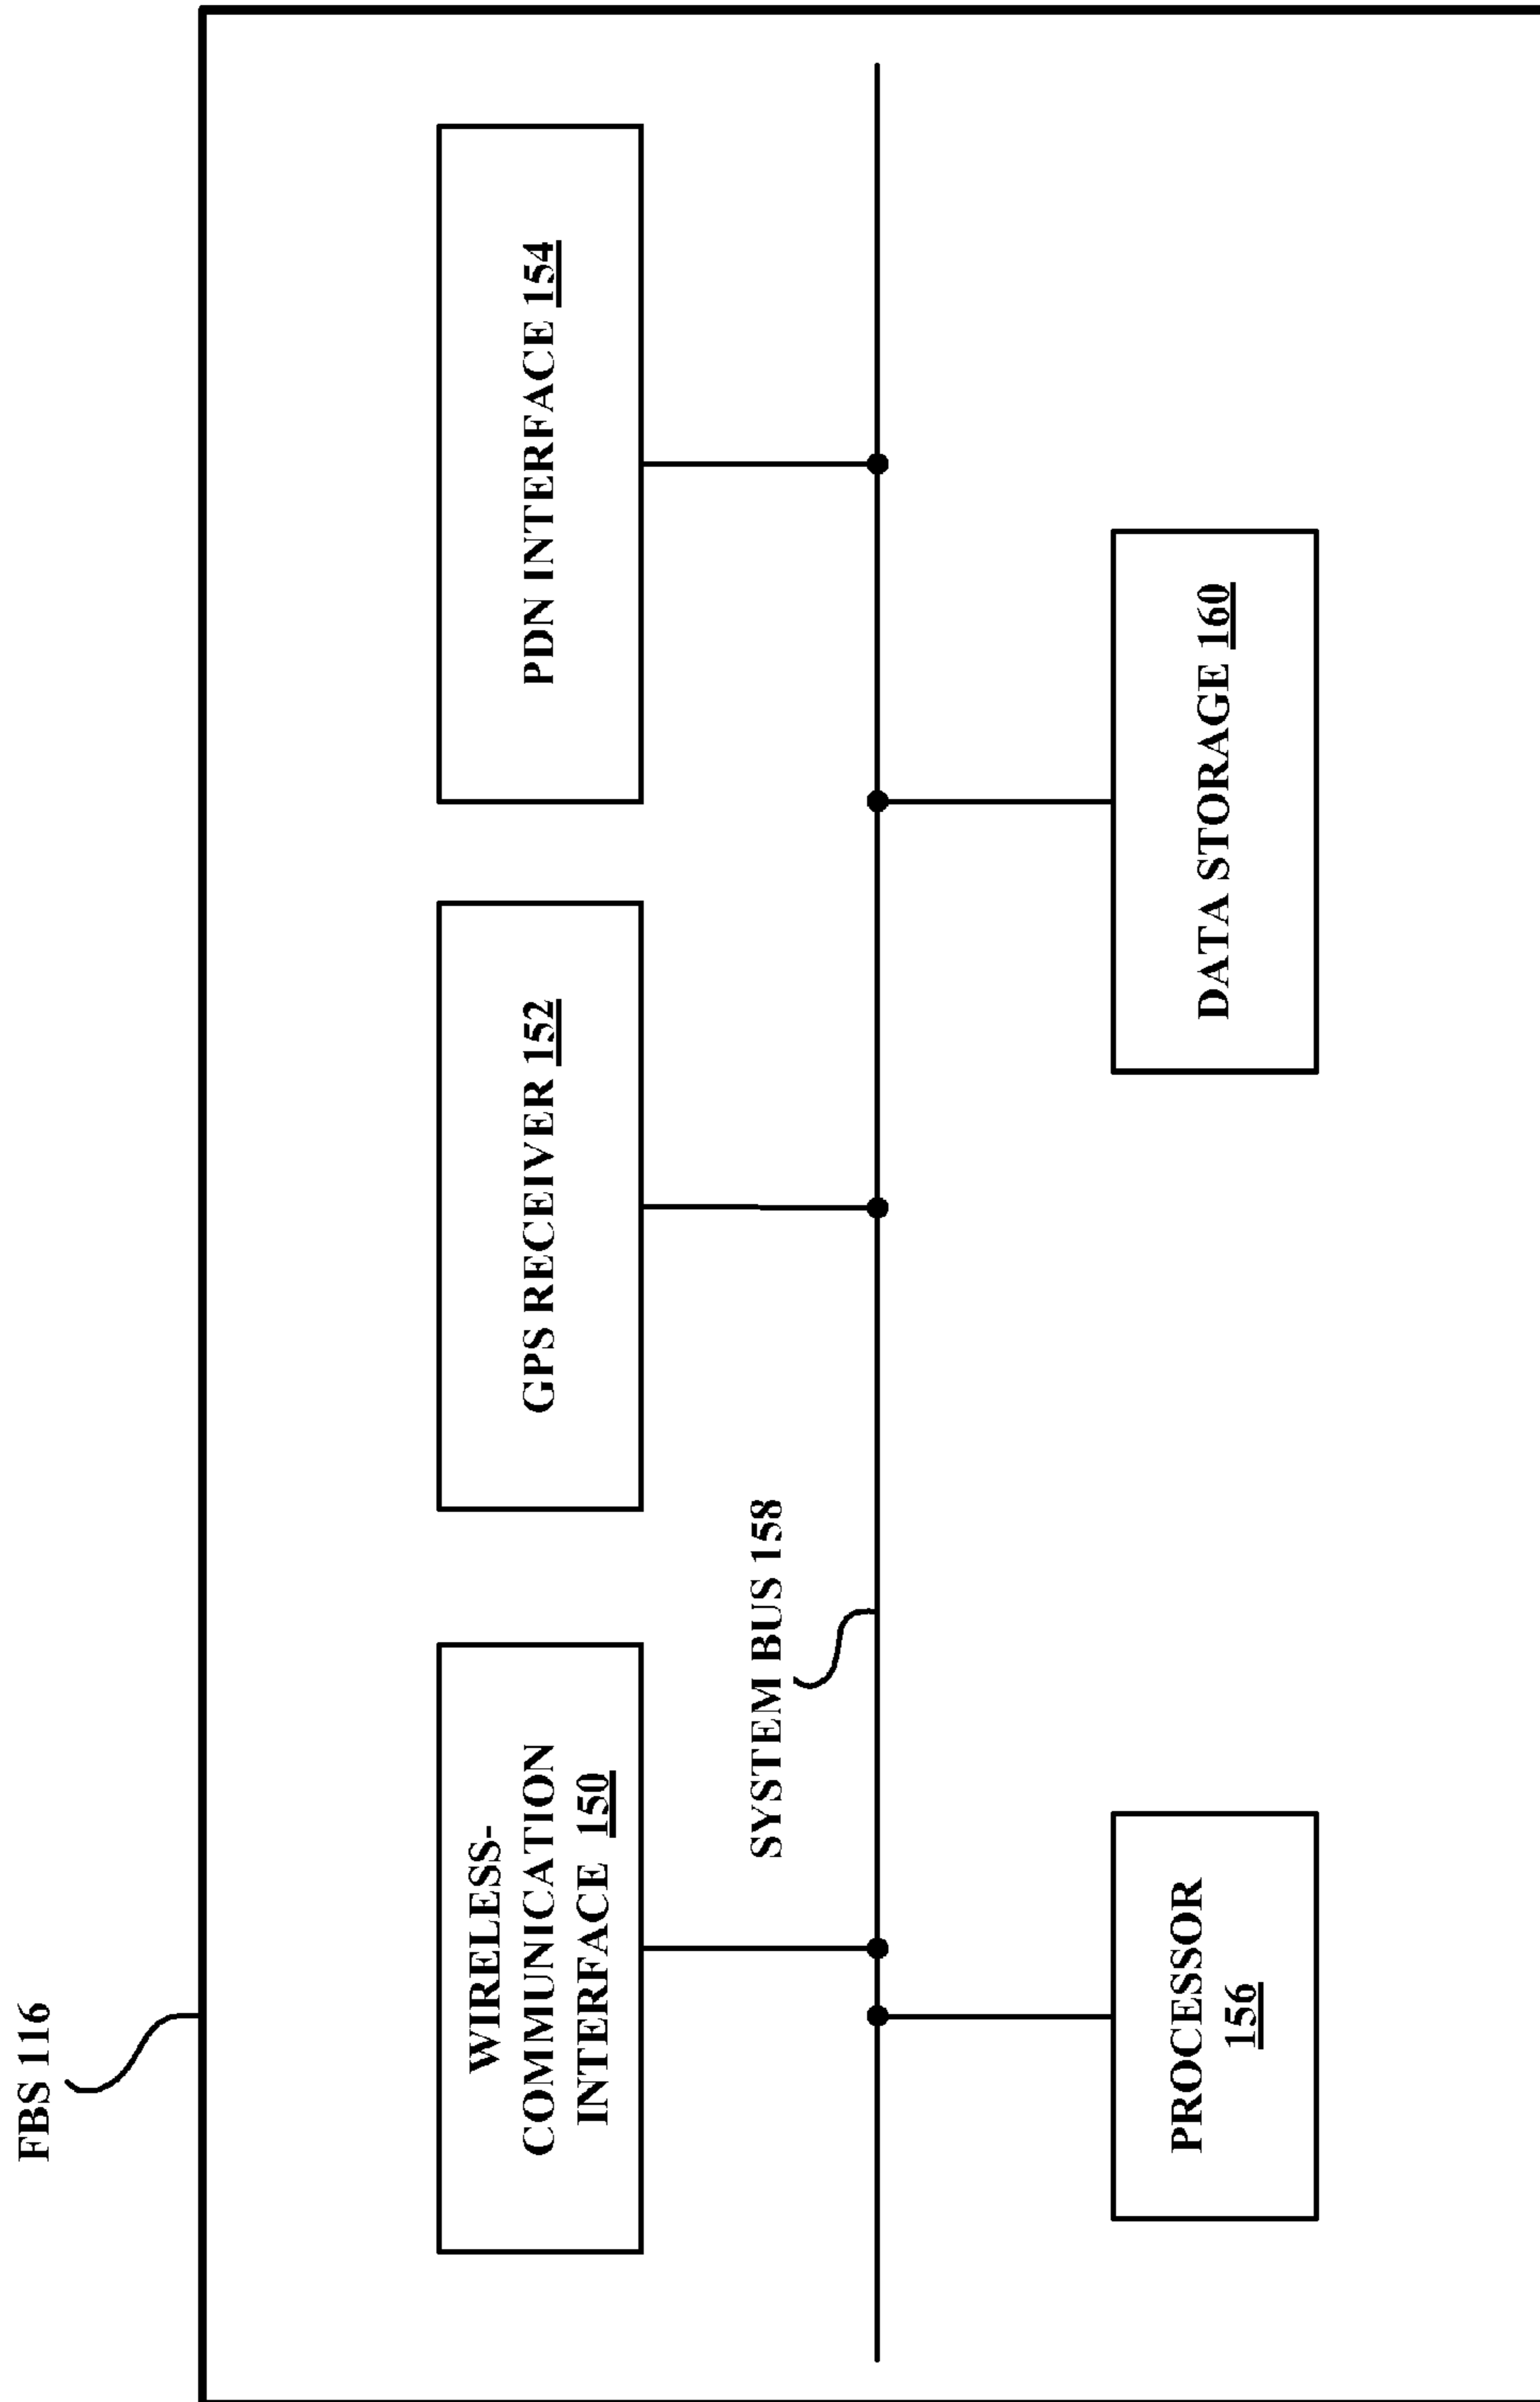 FBS 116
WIRELESS-
COMMUNICATION
INTERFACE 150
GPS RECEIVER 152
PDN INTERFACE 154
SYSTEM BUS 158
PROCESSOR
156
DATA STORAGE 160